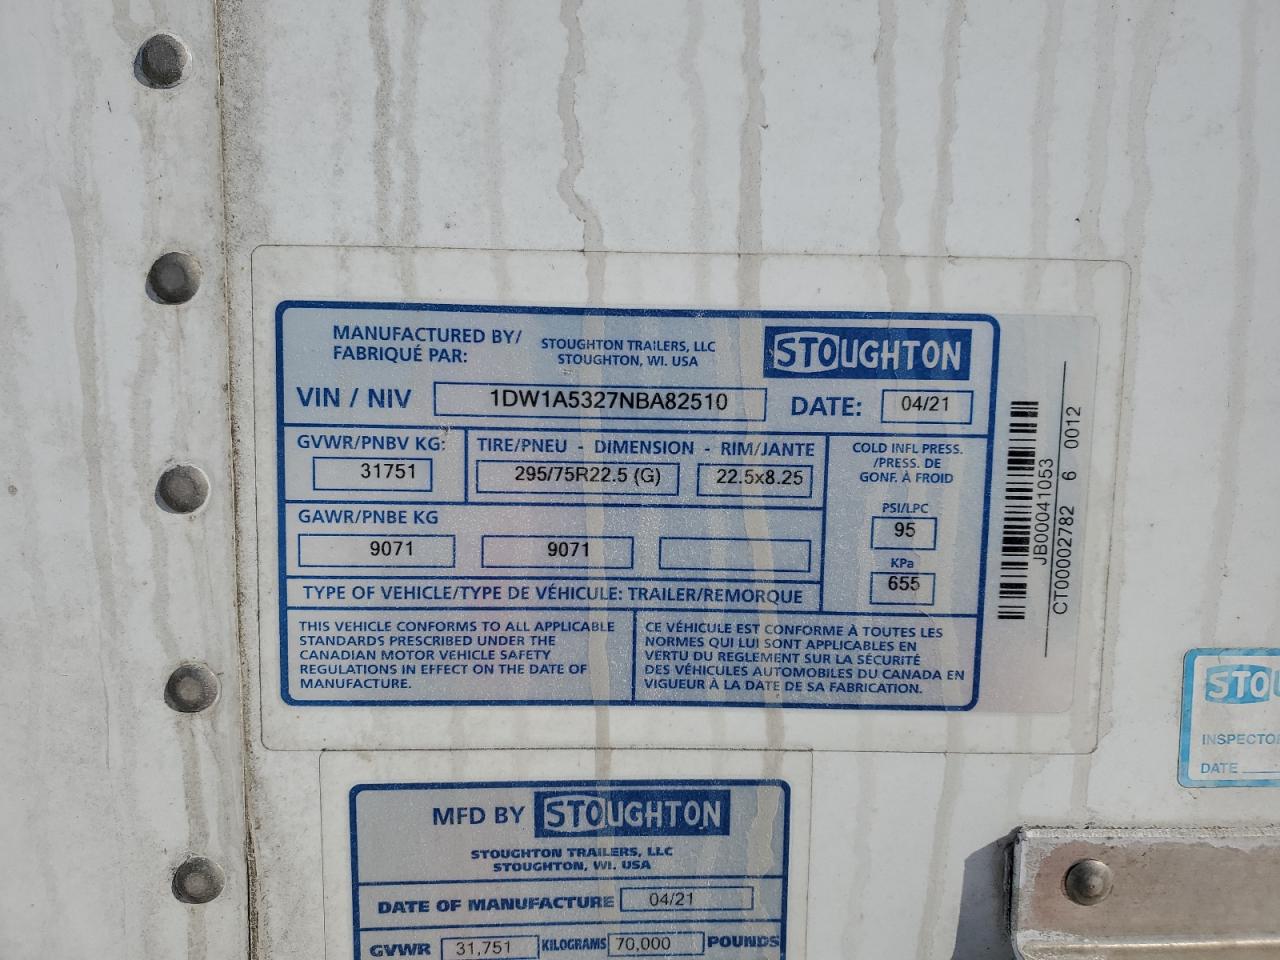 MANUFACTURED BY/
FABRIQUÉ PAR:
STOUGHTON TRAILERS, LLC
STOUGHTON, WI. USA
STOUGHTON
VIN / NIV 1DW1A5327NBA82510 DATE: 04/21
GVWR/PNBV KG:
31751
TIRE/PNEU - DIMENSION - RIM/JANTE
295/75R22.5 (G) 22.5x8.25
COLD INFL PRESS.
/PRESS. DE
GONF. À FROID
PSI/LPC
95
KPa
655
GAWR/PNBE KG
9071 9071
TYPE OF VEHICLE/TYPE DE VÉHICULE: TRAILER/REMORQUE
THIS VEHICLE CONFORMS TO ALL APPLICABLE
STANDARDS PRESCRIBED UNDER THE
CANADIAN MOTOR VEHICLE SAFETY
REGULATIONS IN EFFECT ON THE DATE OF
MANUFACTURE.
CE VÉHICULE EST CONFORME À TOUTES LES
NORMES QUI LUI SONT APPLICABLES EN
VERTU DU REGLEMENT SUR LA SÉCURITÉ
DES VÉHICULES AUTOMOBILES DU CANADA EN
VIGUEUR À LA DATE DE SA FABRICATION.
JB00041053
CT00002782 6 0012
MFD BY STOUGHTON
STOUGHTON TRAILERS, LLC
STOUGHTON, WI. USA
DATE OF MANUFACTURE 04/21
GVWR 31,751 KILOGRAMS 70,000 POUNDS
STOU
INSPECTO
DATE